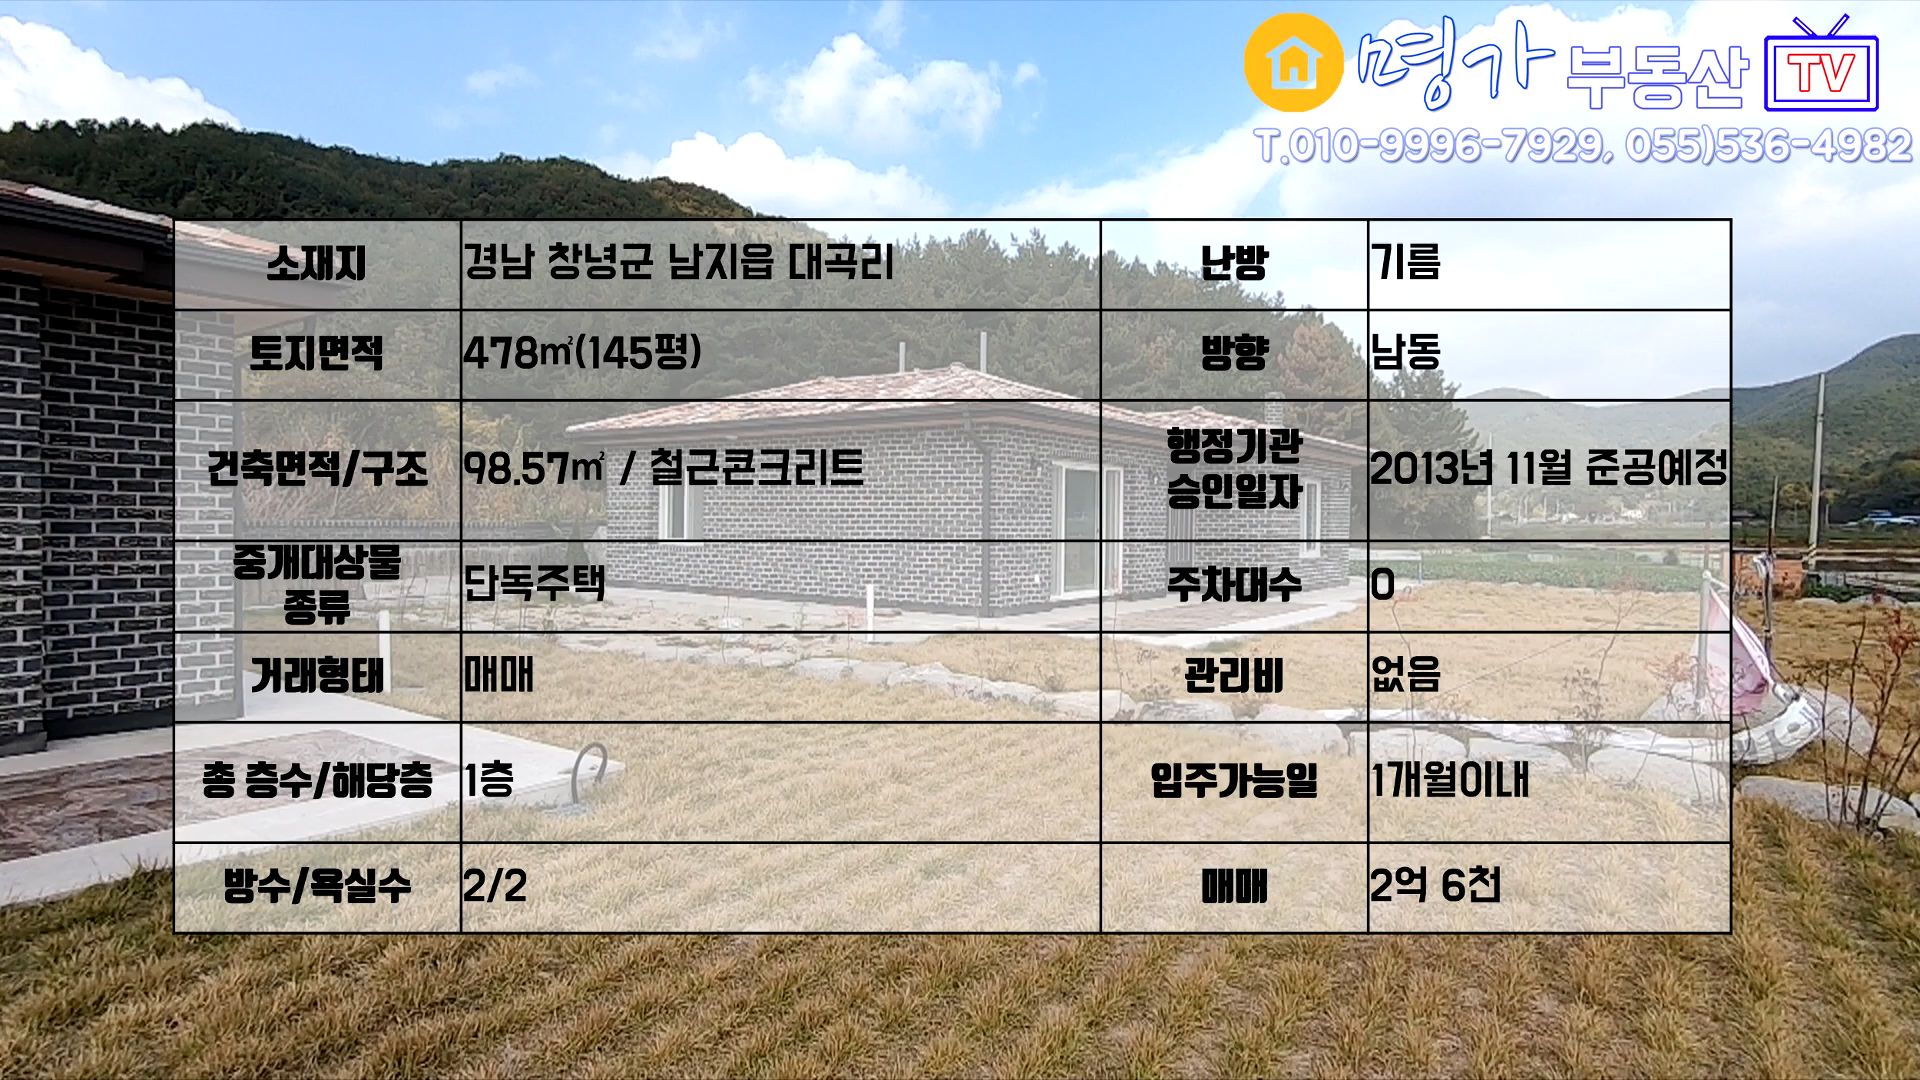 명가 부동산 TV
T.010-9996-7929, 055)536-4982
소재지 경남 창녕군 남지읍 대곡리 난방 기름
토지면적 478㎡(145평) 방향 남동
건축면적/구조 98.57㎡ / 철근콘크리트 행정기관 승인일자 2013년 11월 준공예정
중개대상물 종류 단독주택 주차대수 0
거래형태 매매 관리비 없음
총 층수/해당층 1층 입주가능일 1개월이내
방수/욕실수 2/2 매매 2억 6천